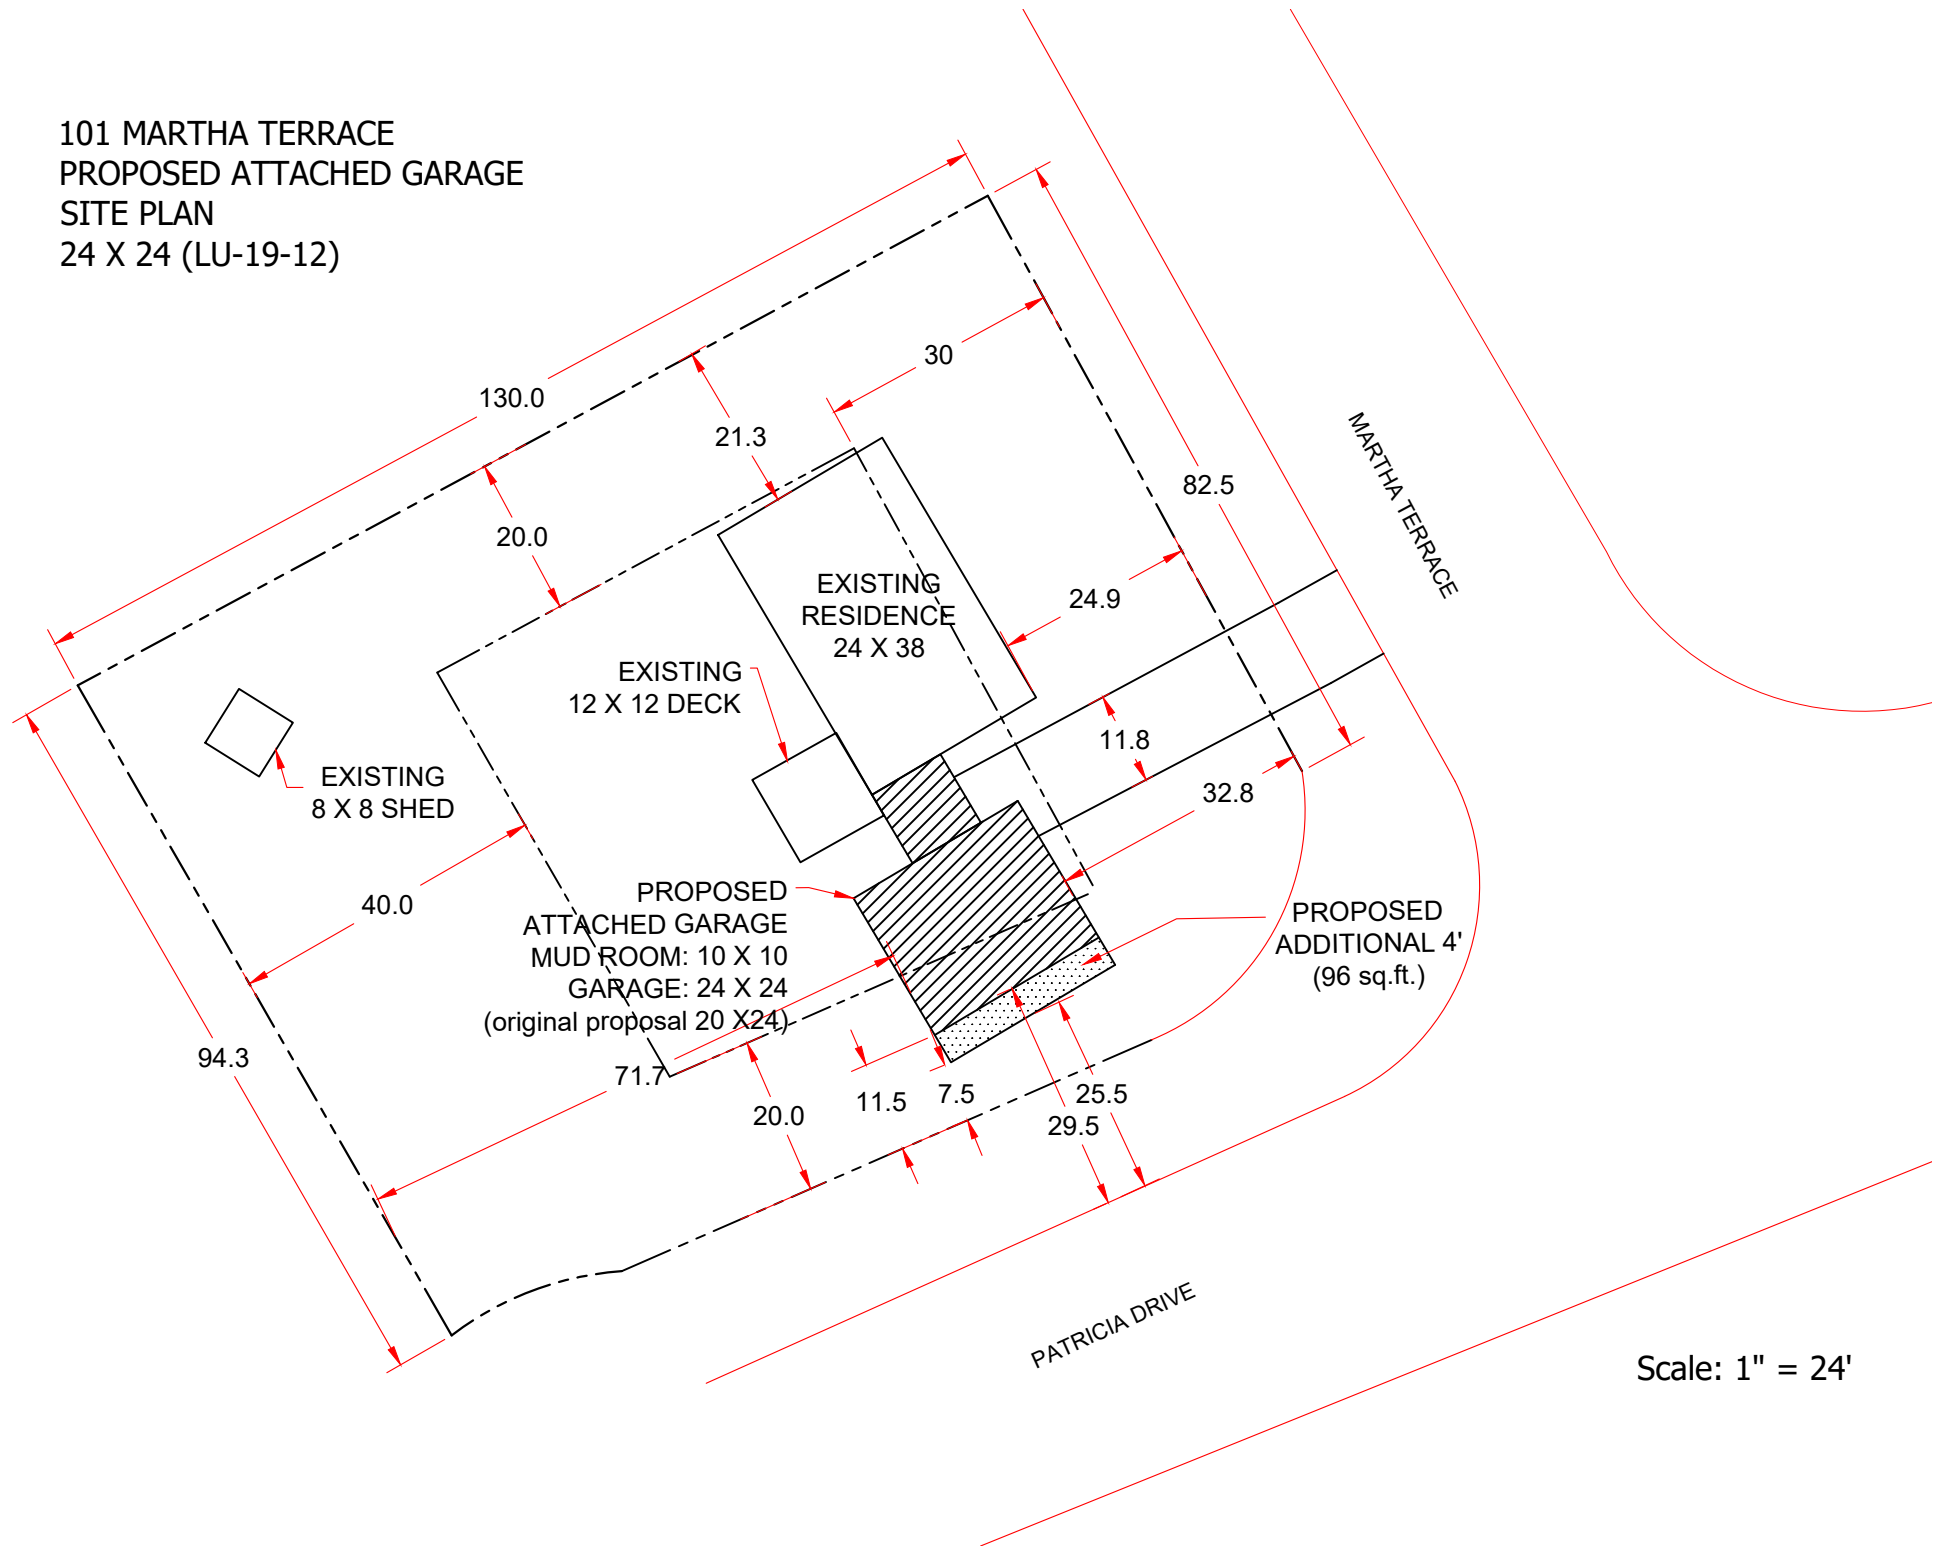 101 MARTHA TERRACE
PROPOSED ATTACHED GARAGE
SITE PLAN
24 X 24 (LU-19-12)
130.0
30
21.3
82.5
MARTHA TERRACE
20.0
EXISTING
RESIDENCE
24 X 38
24.9
EXISTING
12 X 12 DECK
11.8
EXISTING
8 X 8 SHED
32.8
40.0
PROPOSED
ATTACHED GARAGE
MUD ROOM: 10 X 10
GARAGE: 24 X 24
(original proposal 20 X24)
PROPOSED
ADDITIONAL 4'
(96 sq.ft.)
94.3
71.7
20.0
11.5
7.5
25.5
29.5
PATRICIA DRIVE
Scale: 1" = 24'